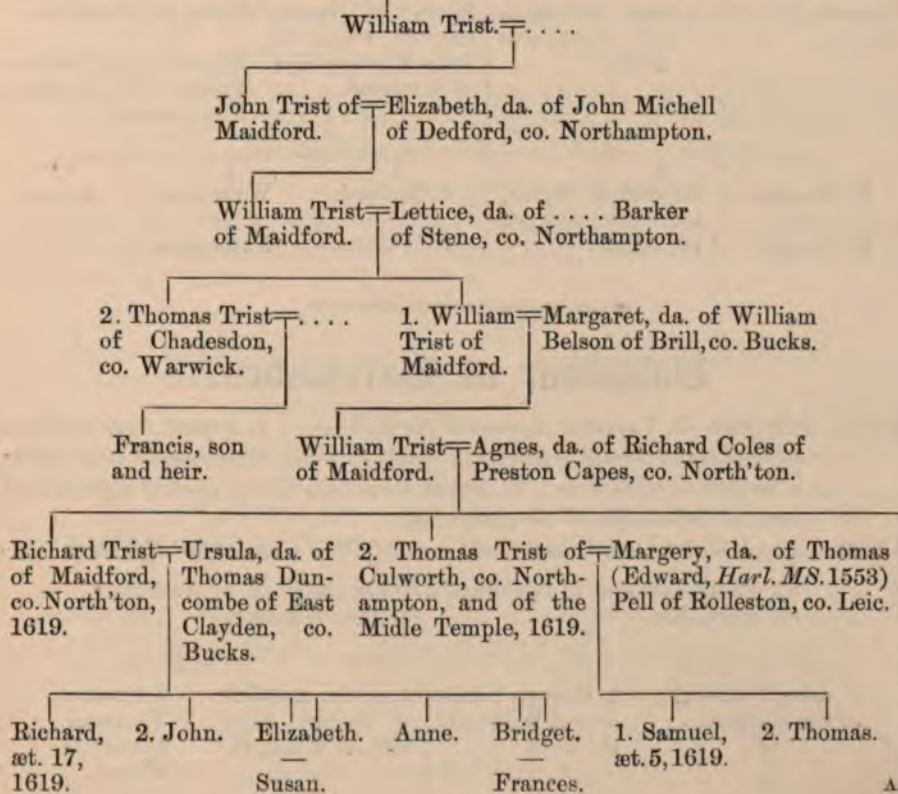 William Trist. . . . .
John Trist of Elizabeth, da. of John Michell
Maidford. of Dedford, co. Northampton.
William Trist Lettice, da. of . . . . Barker
of Maidford. of Stene, co. Northampton.
2. Thomas Trist . . . .
of Chadesdon,
co. Warwick.
1. William
Trist of
Maidford.
Margaret, da. of William
Belson of Brill, co. Bucks.
Francis, son
and heir.
William Trist
of Maidford.
Agnes, da. of Richard Coles of
Preston Capes, co. North'ton.
Richard Trist
of Maidford,
co. North'ton,
1619.
Ursula, da. of
Thomas Dun-
combe of East
Clayden, co.
Bucks.
2. Thomas Trist of
Culworth, co. North-
ampton, and of the
Midle Temple, 1619.
Margery, da. of Thomas
(Edward, Harl. MS. 1553)
Pell of Rolleston, co. Leic.
Richard,
æt. 17,
1619.
2. John.
Elizabeth.
—
Susan.
Anne.
Bridget.
—
Frances.
1. Samuel,
æt. 5, 1619.
2. Thomas.
A